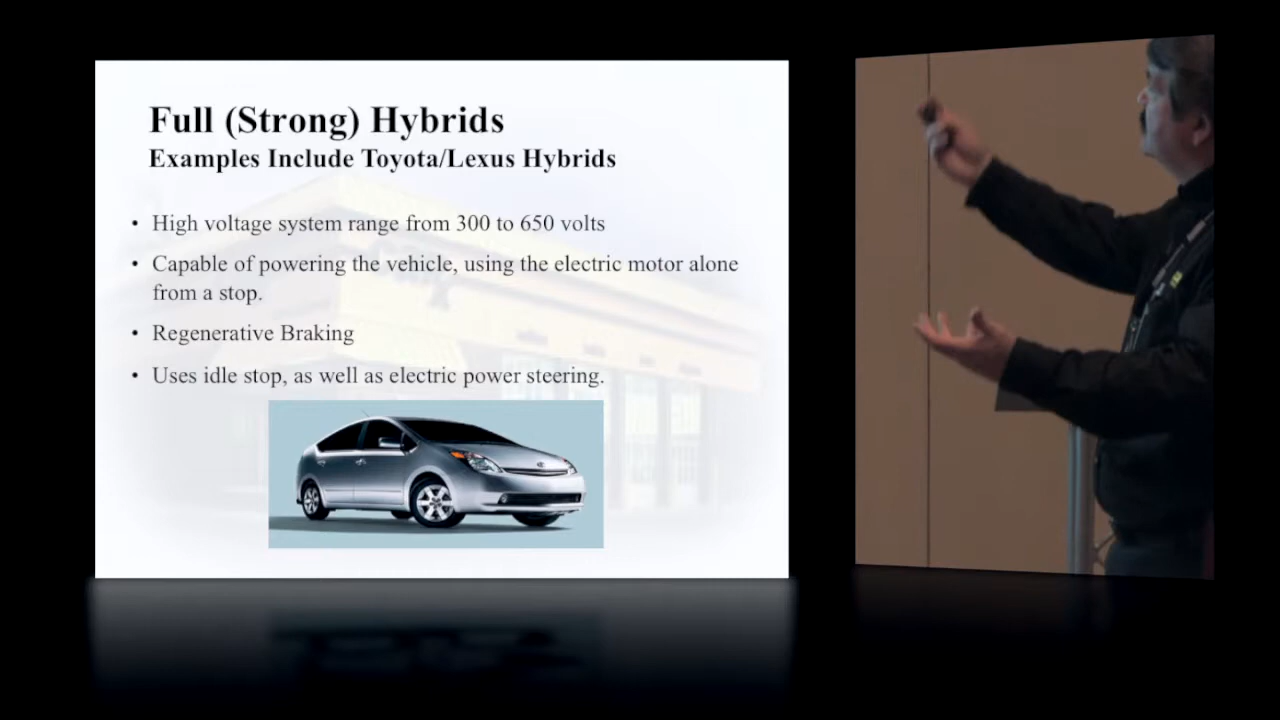 Full (Strong) Hybrids
Examples Include Toyota/Lexus Hybrids
• High voltage system range from 300 to 650 volts
• Capable of powering the vehicle, using the electric motor alone
from a stop.
• Regenerative Braking
• Uses idle stop, as well as electric power steering.